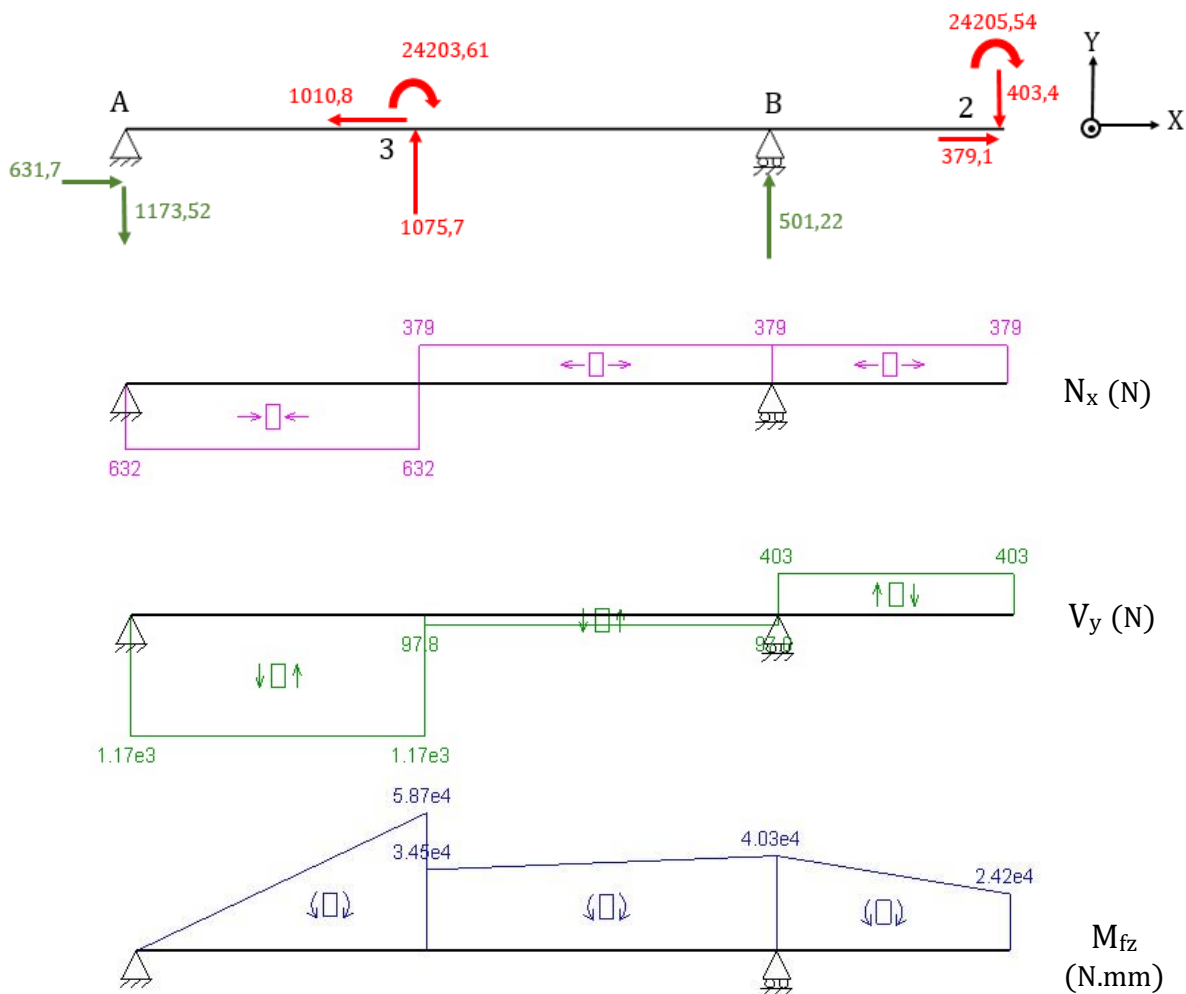 24203,61
24205,54
Y
A
1010,8
B
2
403,4
X
3
379,1
631,7
1173,52
1075,7
501,22
379
379
379
Nx (N)
632
632
403
403
Vy (N)
97.8
1.17e3
1.17e3
5.87e4
3.45e4
4.03e4
2.42e4
Mfz
(N.mm)